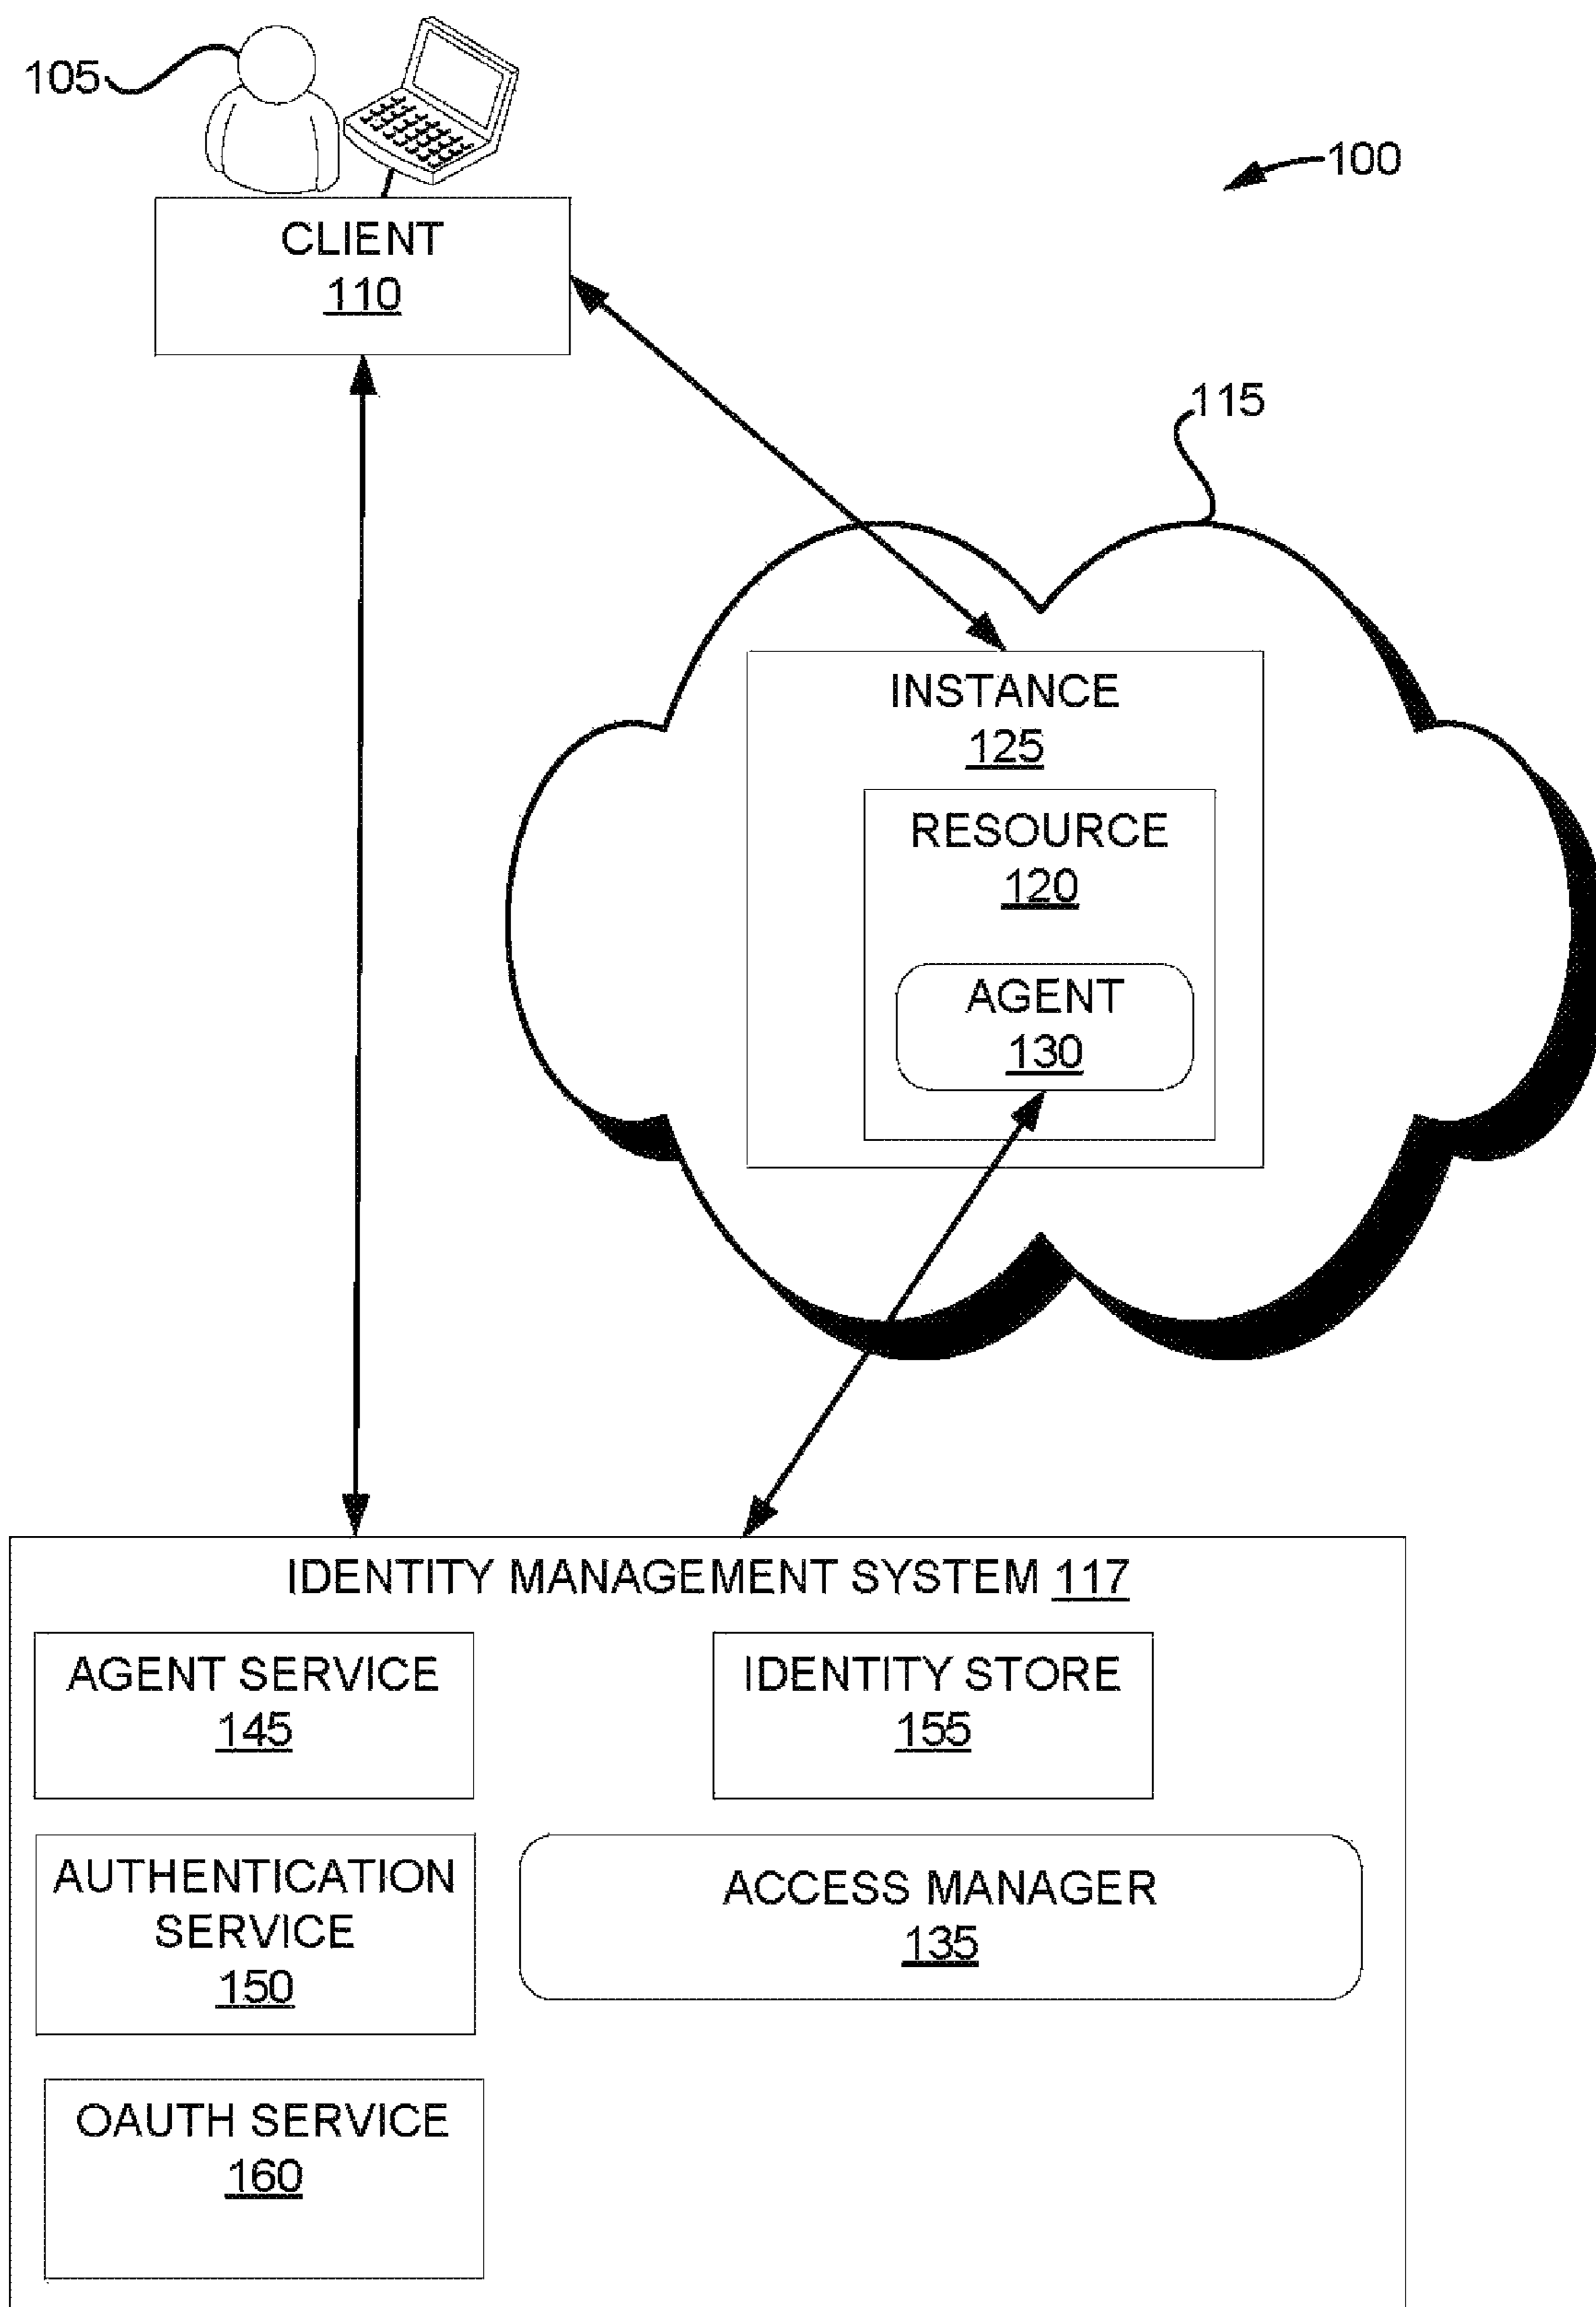 105
100
CLIENT
110
115
INSTANCE
125
RESOURCE
120
AGENT
130
IDENTITY MANAGEMENT SYSTEM 117
AGENT SERVICE
145
IDENTITY STORE
155
AUTHENTICATION
SERVICE
150
ACCESS MANAGER
135
OAUTH SERVICE
160